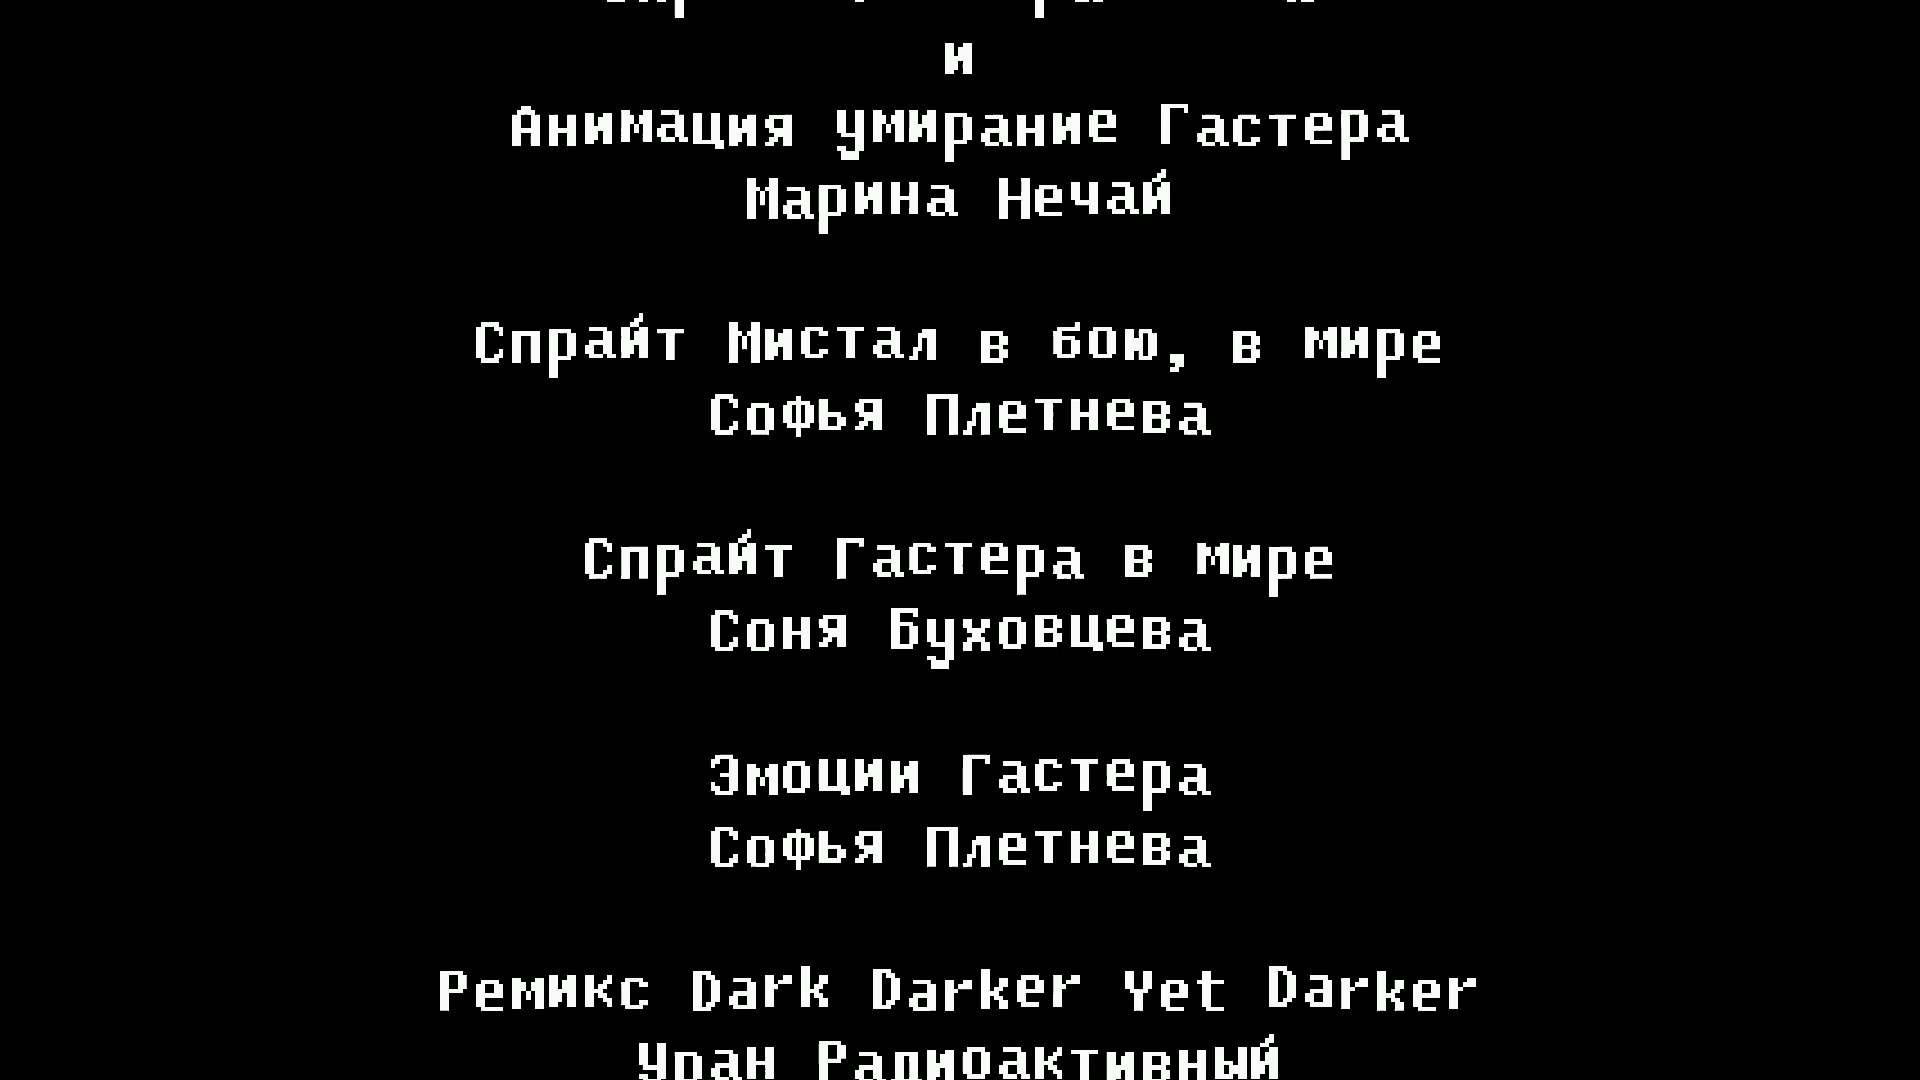 и
Анимация умирание Гастера
Марина Нечай
Спрайт Мистал в бою, в мире
Софья Плетнева
Спрайт Гастера в мире
Соня Буховцева
Эмоции Гастера
Софья Плетнева
Ремикс Dark Darker Yet Darker
Уран Радиоактивный